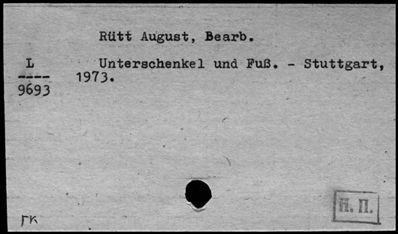 Rütt August, Bearb.
L Unterschenkel und Fuß. - Stuttgart,
---- 1973.
9693
ГК
Н. П.